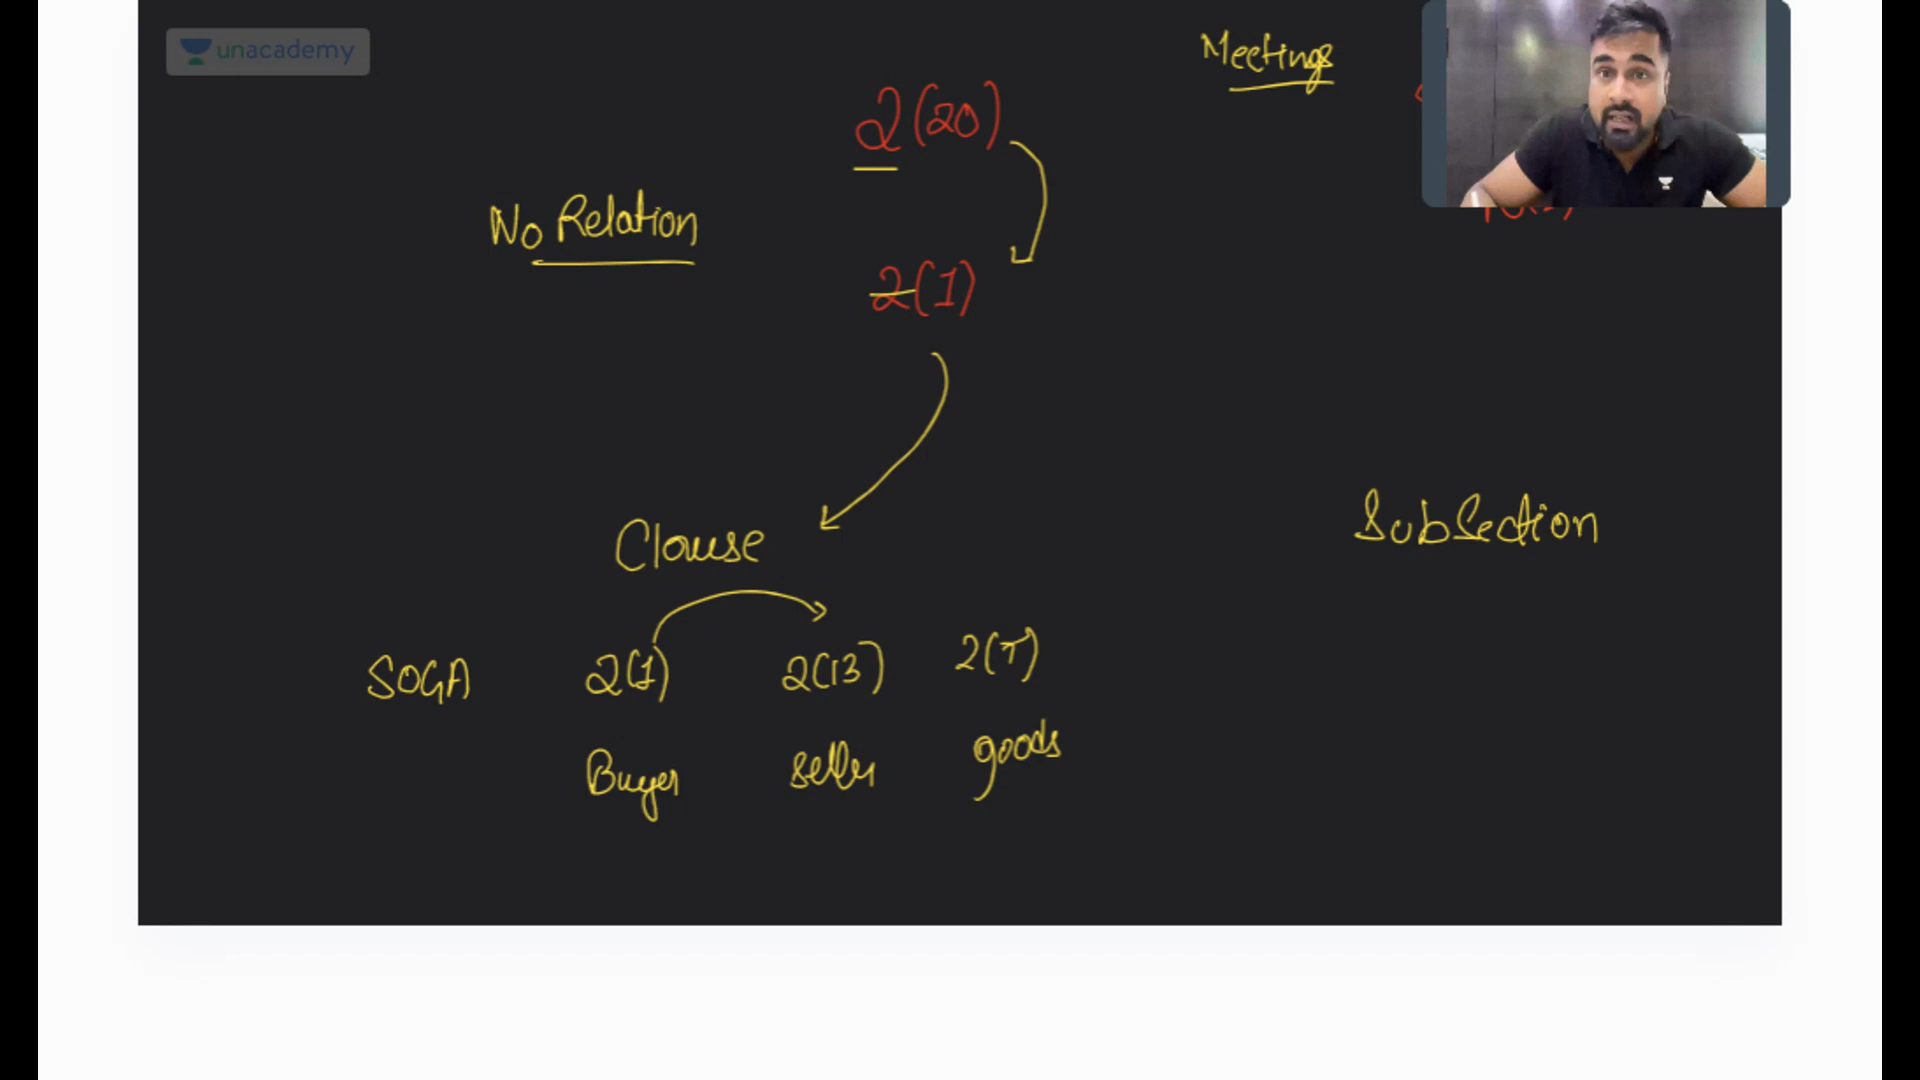 unacademy
Meetings
2(20)
No Relation
2(1)
Clause
SubSection
SOGA 2(1) 2(13) 2(7)
Buyer seller goods